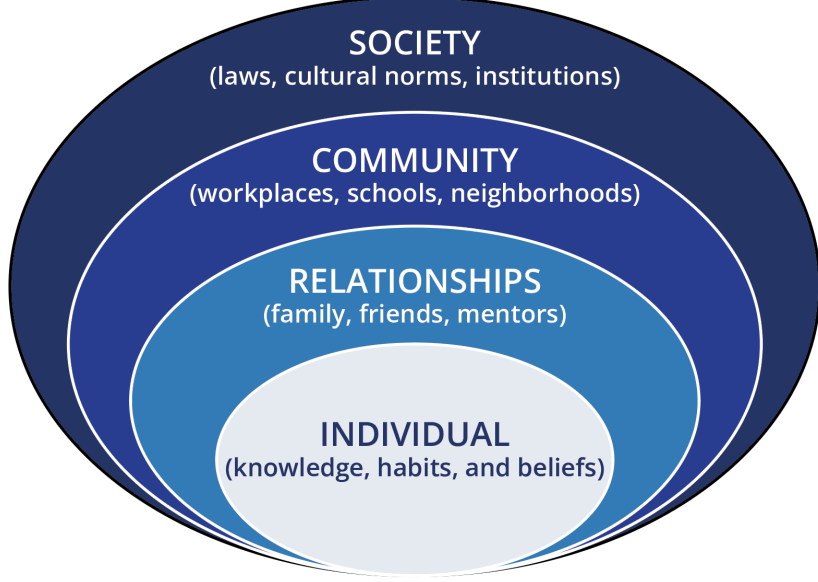 SOCIETY
(laws, cultural norms, institutions)
COMMUNITY
(workplaces, schools, neighborhoods)
RELATIONSHIPS
(family, friends, mentors)
INDIVIDUAL
(knowledge, habits, and beliefs)